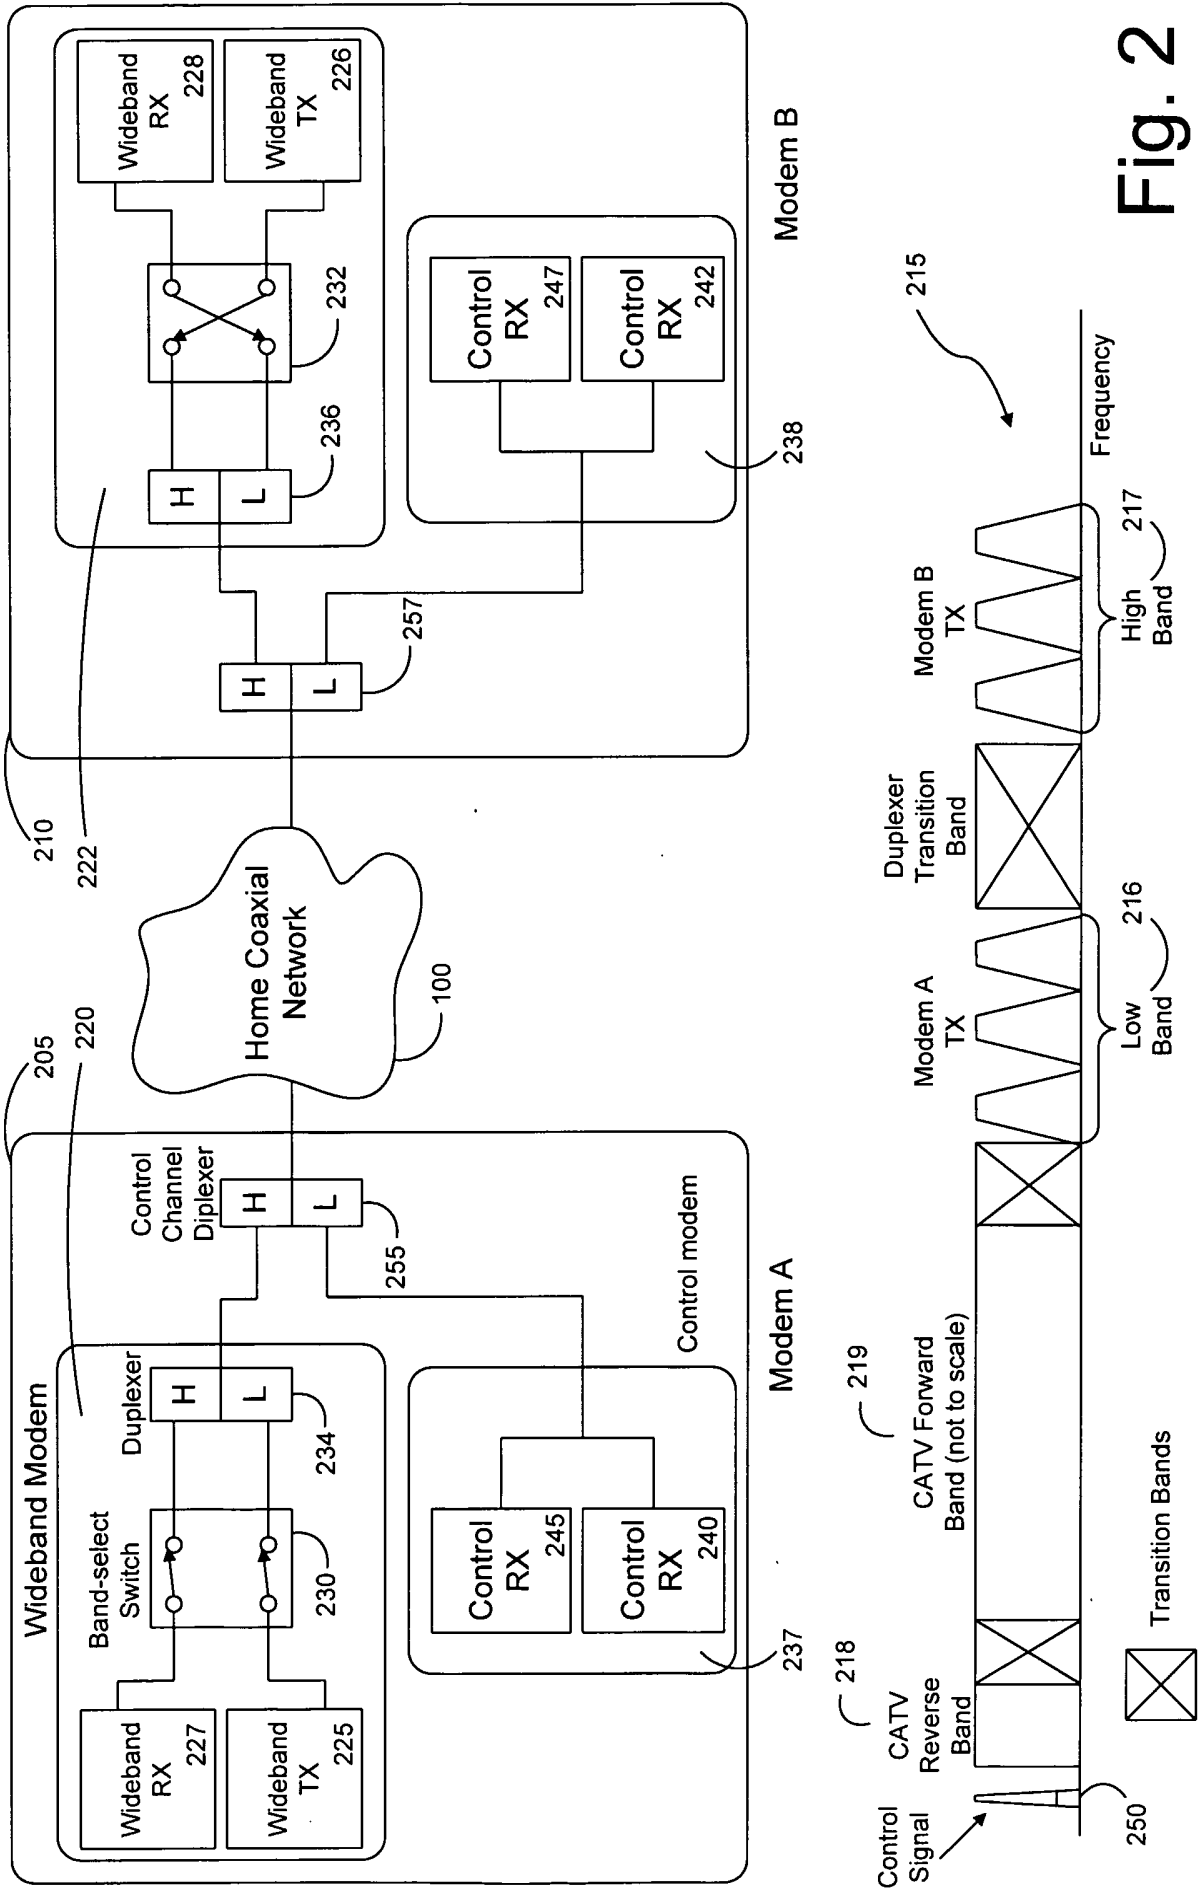 205
220
Wideband Modem
Band-select
Switch
Duplexer
Control
Channel
Diplexer
Wideband
RX
227
Wideband
TX
225
230
H
L
234
H
L
255
Control
RX
245
Control
RX
240
237
Control modem
Modem A
Home Coaxial
Network
100
210
222
H
L
257
H
L
236
232
Wideband
RX
228
Wideband
TX
226
Control
RX
247
Control
RX
242
238
Modem B
215
Control
Signal
250
CATV
Reverse
Band
218
CATV Forward
Band (not to scale)
219
Modem A
TX
Low
Band
216
Duplexer
Transition
Band
Modem B
TX
High
Band
217
Frequency
Transition Bands
Fig. 2